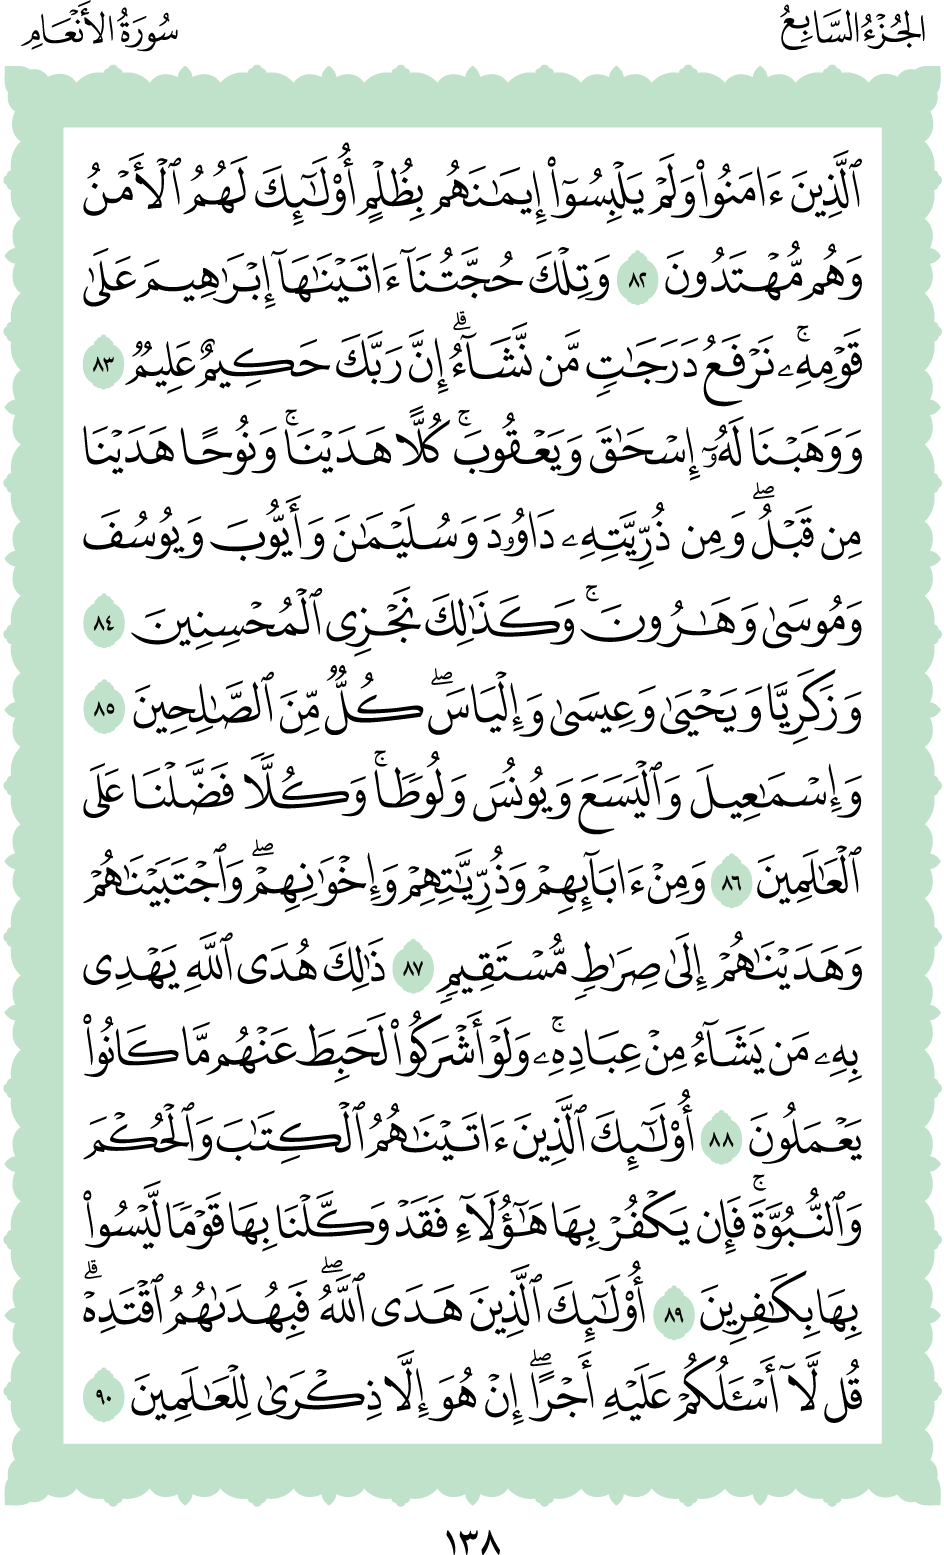 الجُزْءُ السَّابِعُ
سُورَةُ الأَنْعَامِ
ٱلَّذِينَ ءَامَنُوا۟ وَلَمْ يَلْبِسُوٓا۟ إِيمَـٰنَهُم بِظُلْمٍ أُو۟لَـٰٓئِكَ لَهُمُ ٱلْأَمْنُ
وَهُم مُّهْتَدُونَ ٨٢ وَتِلْكَ حُجَّتُنَآ ءَاتَيْنَـٰهَآ إِبْرَٰهِيمَ عَلَىٰ
قَوْمِهِۦۚ نَرْفَعُ دَرَجَـٰتٍ مَّن نَّشَآءُۗ إِنَّ رَبَّكَ حَكِيمٌ عَلِيمٌ ٨٣
وَوَهَبْنَا لَهُۥٓ إِسْحَـٰقَ وَيَعْقُوبَۚ كُلًّا هَدَيْنَاۚ وَنُوحًا هَدَيْنَا
مِن قَبْلُۖ وَمِن ذُرِّيَّتِهِۦ دَاوُۥدَ وَسُلَيْمَـٰنَ وَأَيُّوبَ وَيُوسُفَ
وَمُوسَىٰ وَهَـٰرُونَۚ وَكَذَٰلِكَ نَجْزِى ٱلْمُحْسِنِينَ ٨٤
وَزَكَرِيَّا وَيَحْيَىٰ وَعِيسَىٰ وَإِلْيَاسَۖ كُلٌّ مِّنَ ٱلصَّـٰلِحِينَ ٨٥
وَإِسْمَـٰعِيلَ وَٱلْيَسَعَ وَيُونُسَ وَلُوطًاۚ وَكُلًّا فَضَّلْنَا عَلَى
ٱلْعَـٰلَمِينَ ٨٦ وَمِنْ ءَابَآئِهِمْ وَذُرِّيَّـٰتِهِمْ وَإِخْوَٰنِهِمْۖ وَٱجْتَبَيْنَـٰهُمْ
وَهَدَيْنَـٰهُمْ إِلَىٰ صِرَٰطٍ مُّسْتَقِيمٍ ٨٧ ذَٰلِكَ هُدَى ٱللَّهِ يَهْدِى
بِهِۦ مَن يَشَآءُ مِنْ عِبَادِهِۦۚ وَلَوْ أَشْرَكُوا۟ لَحَبِطَ عَنْهُم مَّا كَانُوا۟
يَعْمَلُونَ ٨٨ أُو۟لَـٰٓئِكَ ٱلَّذِينَ ءَاتَيْنَـٰهُمُ ٱلْكِتَـٰبَ وَٱلْحُكْمَ
وَٱلنُّبُوَّةَۚ فَإِن يَكْفُرْ بِهَا هَـٰٓؤُلَآءِ فَقَدْ وَكَّلْنَا بِهَا قَوْمًا لَّيْسُوا۟
بِهَا بِكَـٰفِرِينَ ٨٩ أُو۟لَـٰٓئِكَ ٱلَّذِينَ هَدَى ٱللَّهُۖ فَبِهُدَىٰهُمُ ٱقْتَدِهْۗ
قُل لَّآ أَسْـَٔلُكُمْ عَلَيْهِ أَجْرًاۖ إِنْ هُوَ إِلَّا ذِكْرَىٰ لِلْعَـٰلَمِينَ ٩٠
١٣٨